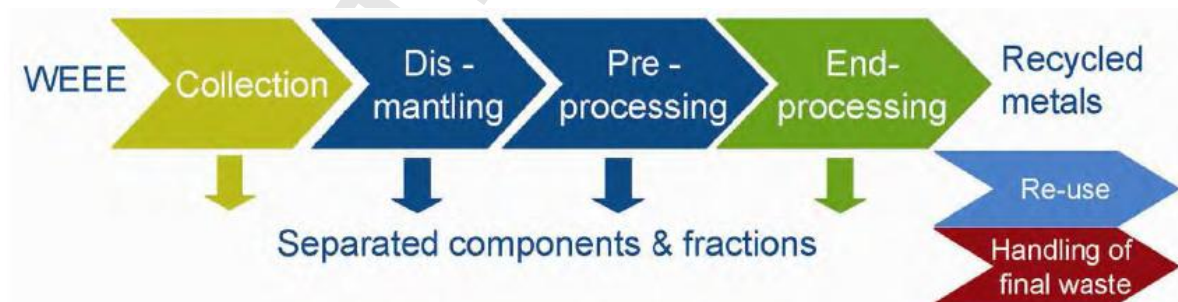 WEEE
Collection
Dis -
mantling
Pre -
processing
End-
processing
Recycled
metals
Separated components & fractions
Re-use
Handling of
final waste